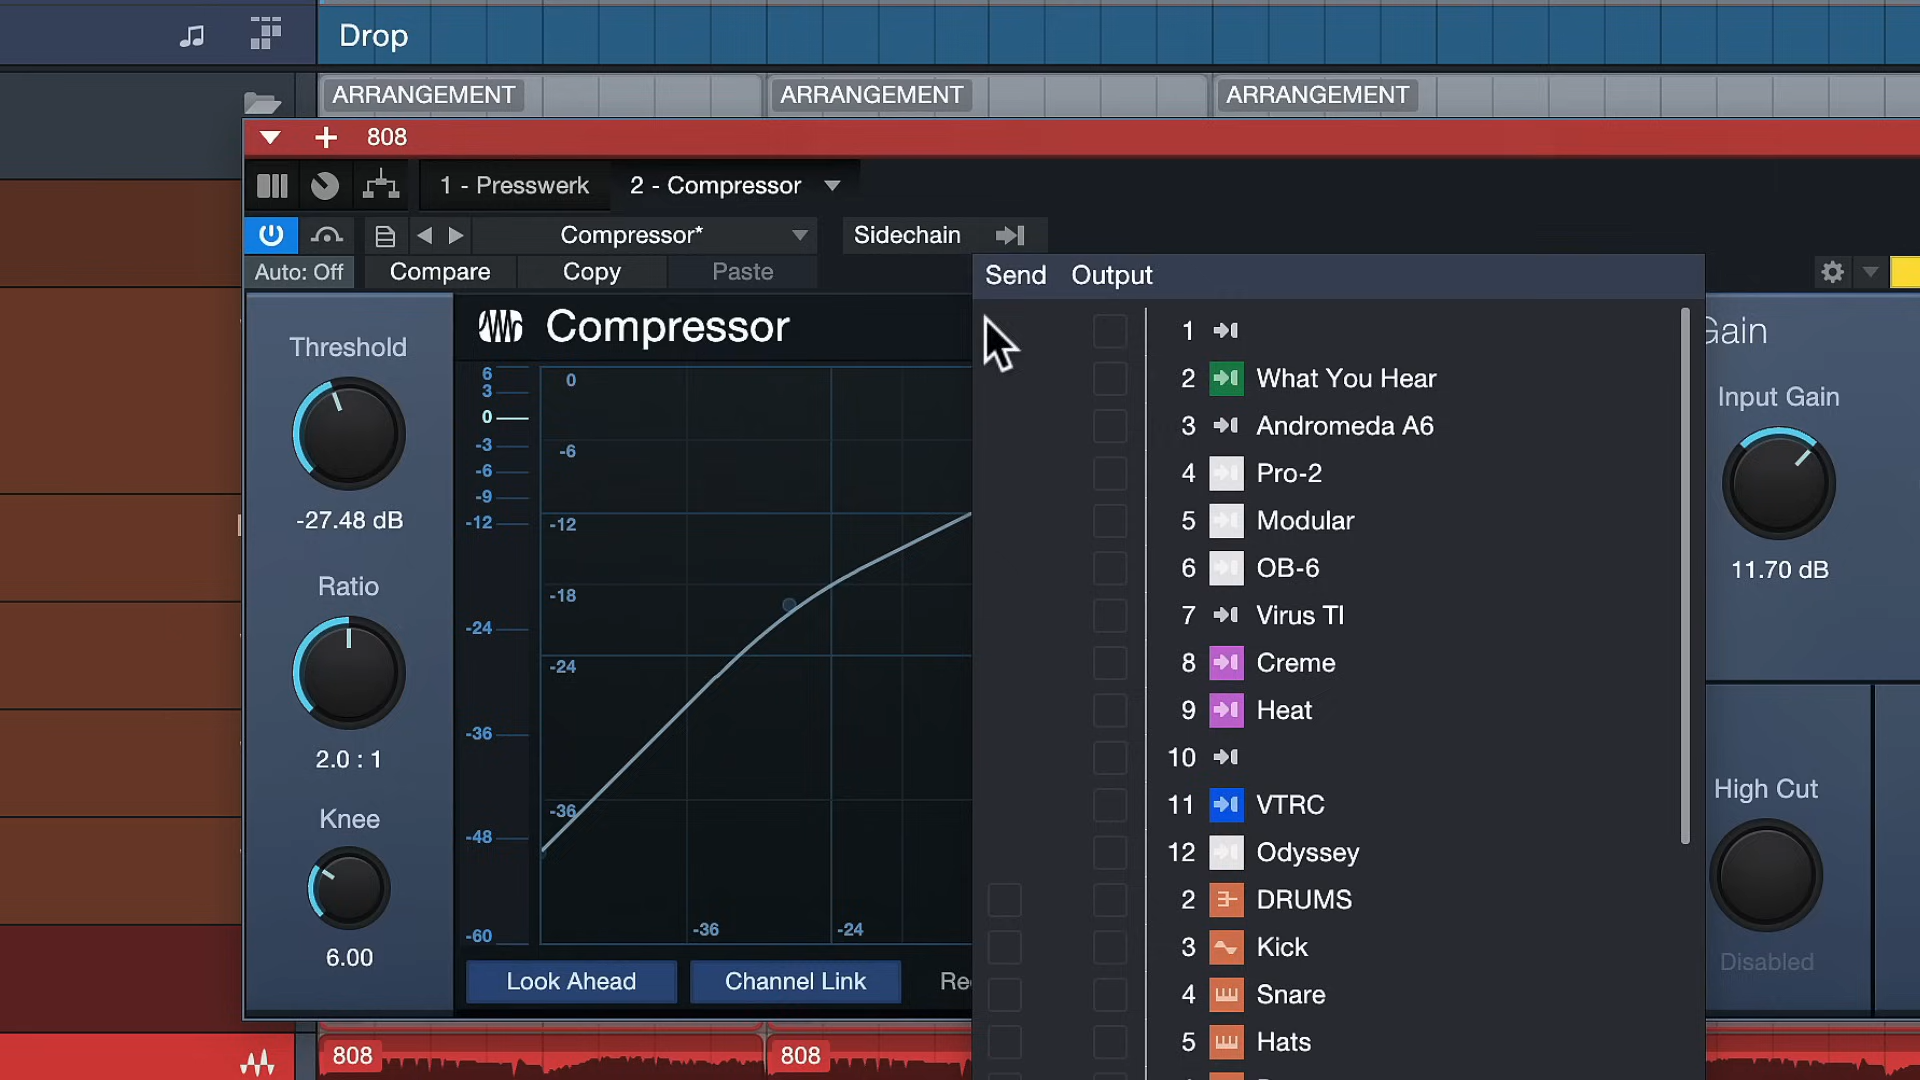 Drop
ARRANGEMENT ARRANGEMENT ARRANGEMENT
808
1 - Presswerk 2 - Compressor
Compressor* Sidechain
Auto: Off Compare Copy Paste
Send Output
Compressor
Threshold
-27.48 dB
Ratio
2.0 : 1
Knee
6.00
6
3
0
-3
-6
-9
-12
-24
-36
-48
-60
0
-6
-12
-18
-24
-36
-36 -24
Look Ahead Channel Link
1
2 What You Hear
3 Andromeda A6
4 Pro-2
5 Modular
6 OB-6
7 Virus TI
8 Creme
9 Heat
10
11 VTRC
12 Odyssey
2 DRUMS
3 Kick
4 Snare
5 Hats
Gain
Input Gain
11.70 dB
High Cut
Disabled
808 808